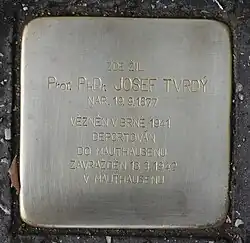 ZDE ŽIL
PROF. PHDR. JOSEF TVRDÝ
NAR. 19.9.1877
VĚZNĚN V BRNĚ 1941
DEPORTOVÁN
DO MAUTHAUSENU
ZAVRAŽDĚN 13.3.1942
V MAUTHAUSENU